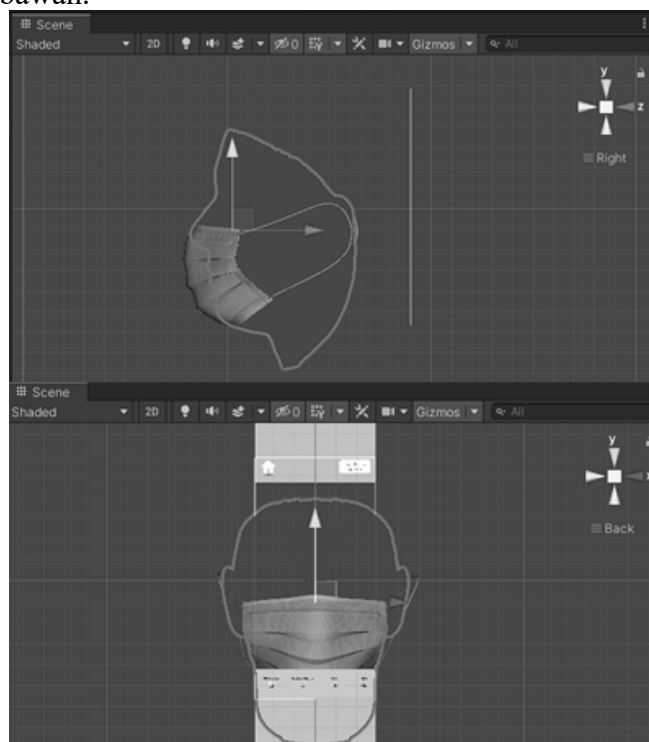 bawah.
# Scene
Shaded 2D 0 Gizmos All
y
z
Right
# Scene
Shaded 2D 0 Gizmos All
y
x
Back